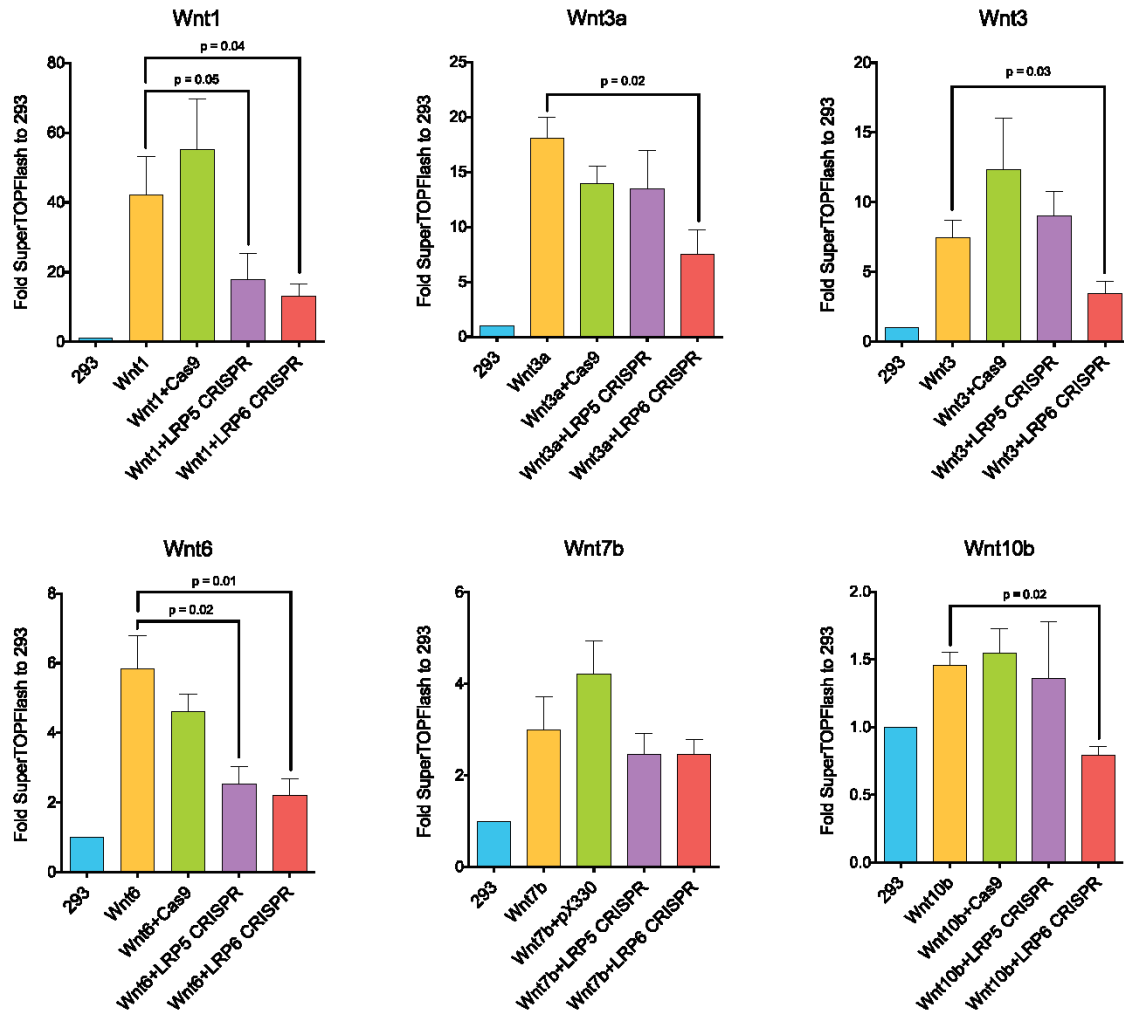 Wnt1
Fold SuperTOPFlash to 293
80
60
40
20
0
p = 0.04
p = 0.05
293
Wnt1
Wnt1+Cas9
Wnt1+LRP5 CRISPR
Wnt1+LRP6 CRISPR
Wnt3a
Fold SuperTOPFlash to 293
25
20
15
10
5
0
p = 0.02
293
Wnt3a
Wnt3a+Cas9
Wnt3a+LRP5 CRISPR
Wnt3a+LRP6 CRISPR
Wnt3
Fold SuperTOPFlash to 293
20
15
10
5
0
p = 0.03
293
Wnt3
Wnt3+Cas9
Wnt3+LRP5 CRISPR
Wnt3+LRP6 CRISPR
Wnt6
Fold SuperTOPFlash to 293
8
6
4
2
0
p = 0.01
p = 0.02
293
Wnt6
Wnt6+Cas9
Wnt6+LRP5 CRISPR
Wnt6+LRP6 CRISPR
Wnt7b
Fold SuperTOPFlash to 293
6
4
2
0
293
Wnt7b
Wnt7b+pX330
Wnt7b+LRP5 CRISPR
Wnt7b+LRP6 CRISPR
Wnt10b
Fold SuperTOPFlash to 293
2.0
1.5
1.0
0.5
0.0
p = 0.02
293
Wnt10b
Wnt10b+Cas9
Wnt10b+LRP5 CRISPR
Wnt10b+LRP6 CRISPR